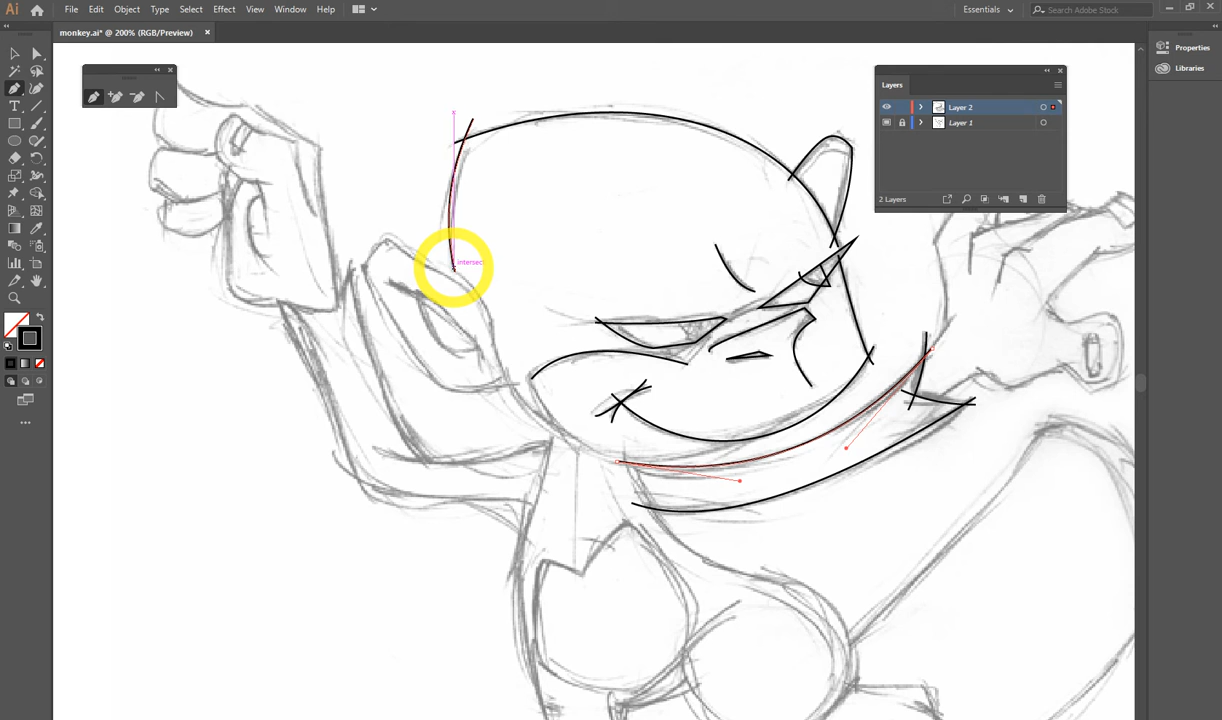 Ai File Edit Object Type Select Effect View Window Help Essentials Search Adobe Stock
monkey.ai* @ 200% (RGB/Preview) ×
Properties
Libraries
Layers
Layer 2
Layer 1
2 Layers
intersect